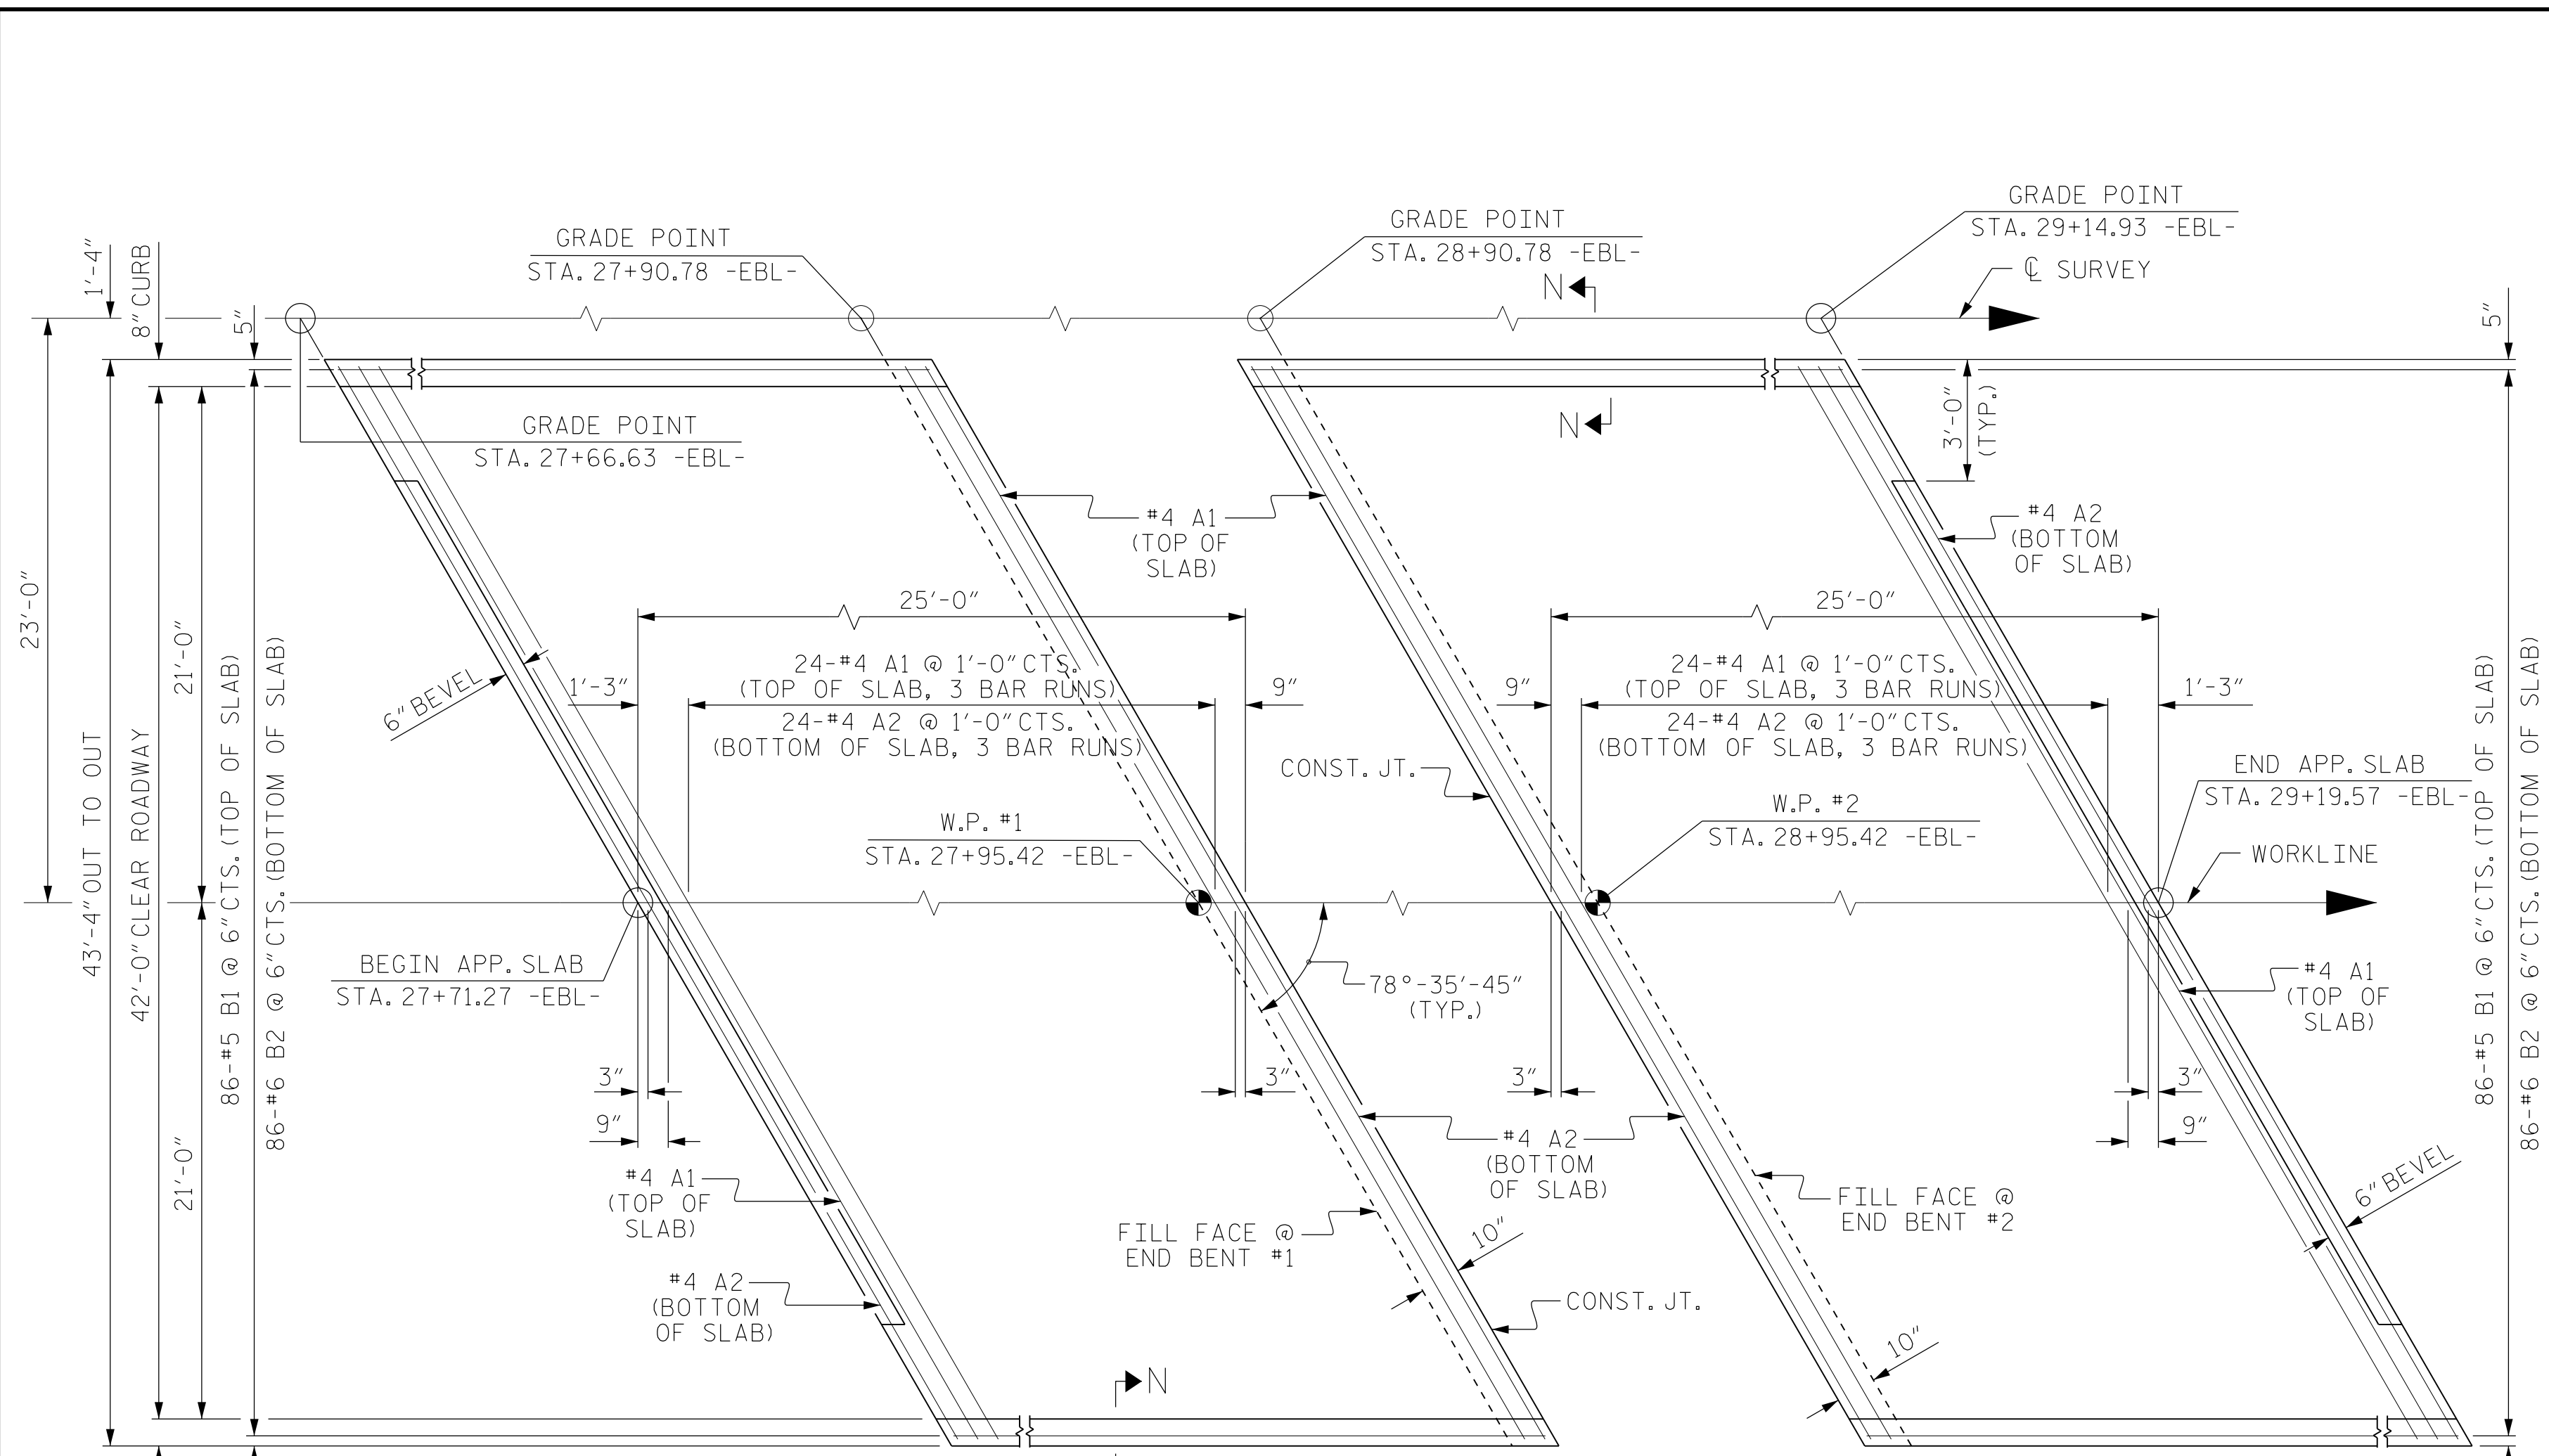 GRADE POINT
STA. 29+14.93 -EBL-
GRADE POINT
STA. 28+90.78 -EBL-
GRADE POINT
STA. 27+90.78 -EBL-
1'-4"
8" CURB
5"
℄ SURVEY
N
5"
N
GRADE POINT
STA. 27+66.63 -EBL-
3'-0"
(TYP.)
#4 A1
(TOP OF
SLAB)
#4 A2
(BOTTOM
OF SLAB)
23'-0"
21'-0"
25'-0"
25'-0"
6" BEVEL
1'-3"
24-#4 A1 @ 1'-0" CTS.
(TOP OF SLAB, 3 BAR RUNS)
24-#4 A2 @ 1'-0" CTS.
(BOTTOM OF SLAB, 3 BAR RUNS)
9"
9"
24-#4 A1 @ 1'-0" CTS.
(TOP OF SLAB, 3 BAR RUNS)
24-#4 A2 @ 1'-0" CTS.
(BOTTOM OF SLAB, 3 BAR RUNS)
1'-3"
43'-4" OUT TO OUT
42'-0" CLEAR ROADWAY
86-#5 B1 @ 6" CTS. (TOP OF SLAB)
86-#6 B2 @ 6" CTS. (BOTTOM OF SLAB)
CONST. JT.
W.P. #1
STA. 27+95.42 -EBL-
W.P. #2
STA. 28+95.42 -EBL-
END APP. SLAB
STA. 29+19.57 -EBL-
WORKLINE
86-#5 B1 @ 6" CTS. (TOP OF SLAB)
86-#6 B2 @ 6" CTS. (BOTTOM OF SLAB)
BEGIN APP. SLAB
STA. 27+71.27 -EBL-
78°-35'-45"
(TYP.)
#4 A1
(TOP OF
SLAB)
3"
3"
3"
3"
9"
9"
21'-0"
#4 A1
(TOP OF
SLAB)
#4 A2
(BOTTOM
OF SLAB)
6" BEVEL
FILL FACE @
END BENT #1
10"
FILL FACE @
END BENT #2
#4 A2
(BOTTOM
OF SLAB)
CONST. JT.
10"
N